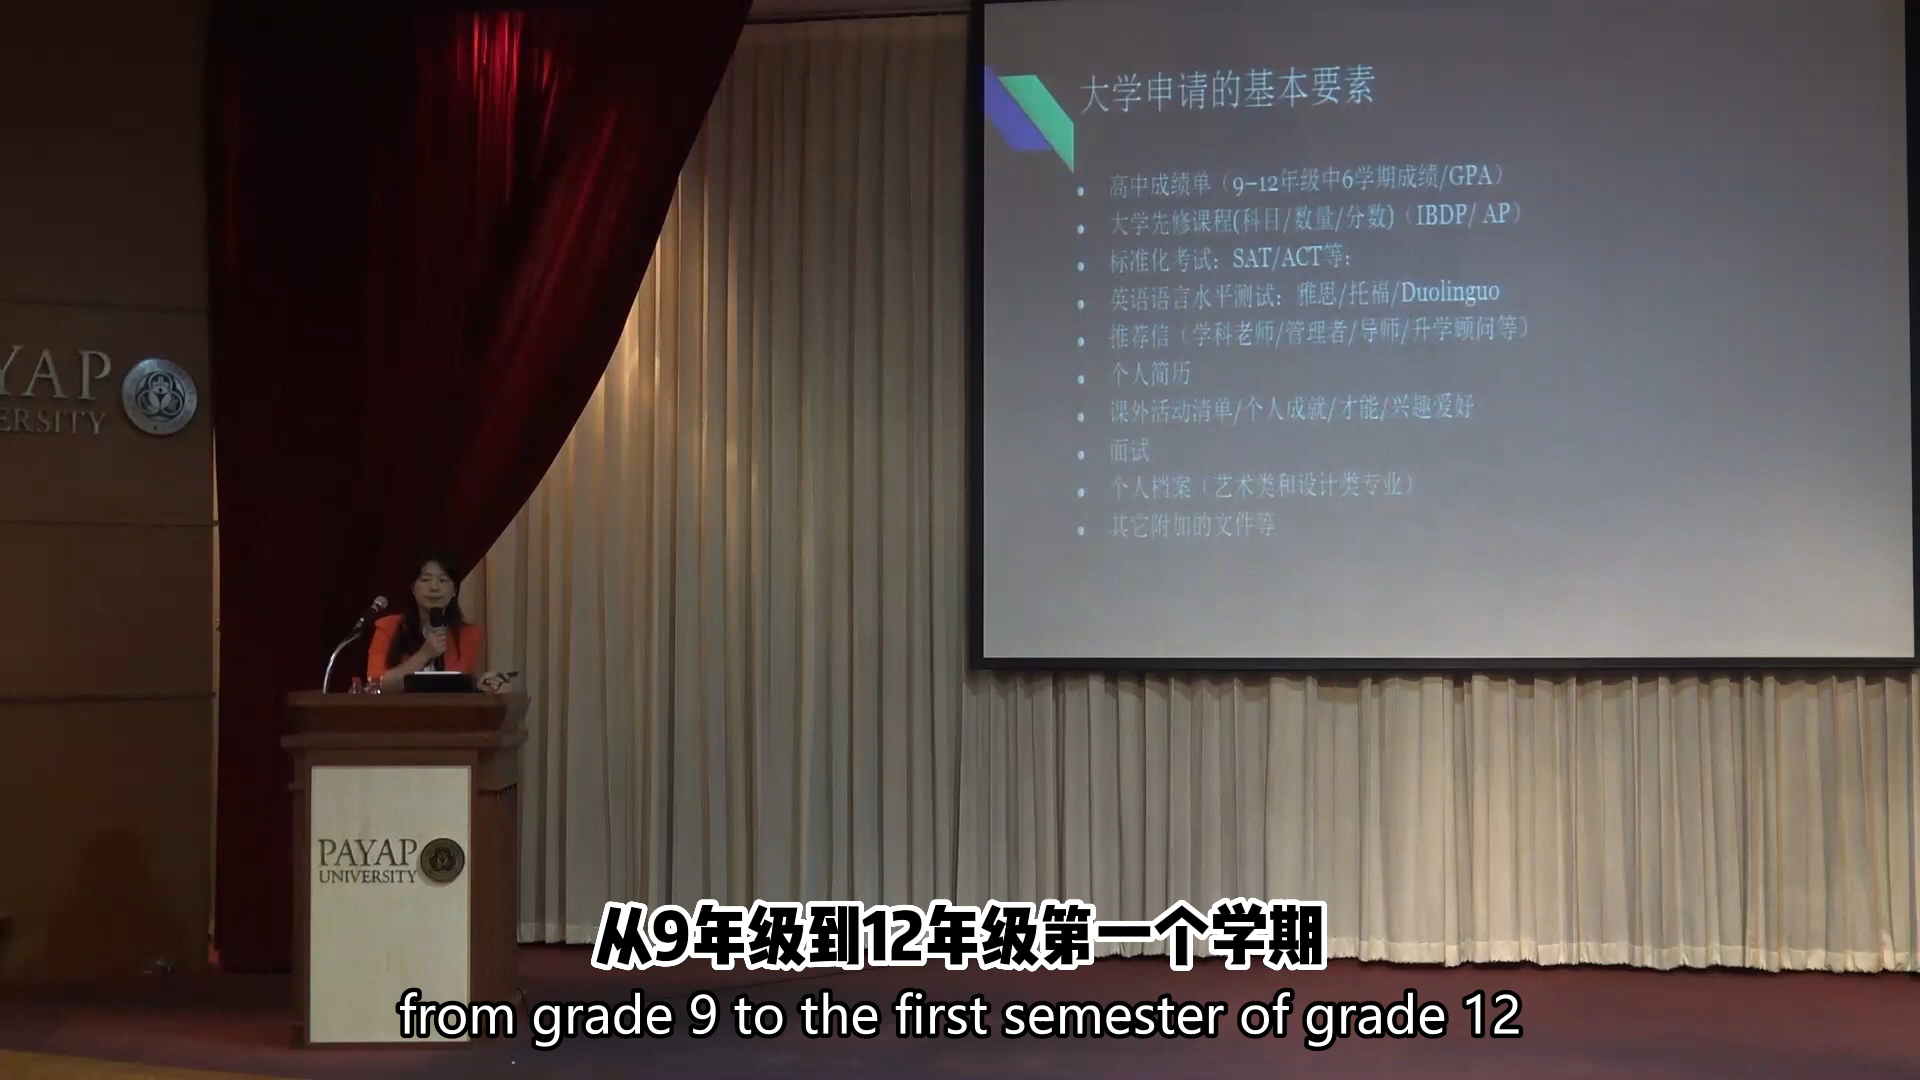 大学申请的基本要素
高中成绩单（9-12年级中6学期成绩/GPA）
大学先修课程(科目/数量/分数)（IBDP/ AP）
标准化考试：SAT/ACT等;
英语语言水平测试：雅思/托福/Duolinguo
推荐信（学科老师/管理者/导师/升学顾问等）
个人简历
课外活动清单/个人成就/才能/兴趣爱好
面试
个人档案（艺术类和设计类专业）
其它附加的文件等
YAP
ERSITY
PAYAP
UNIVERSITY
从9年级到12年级第一个学期
from grade 9 to the first semester of grade 12